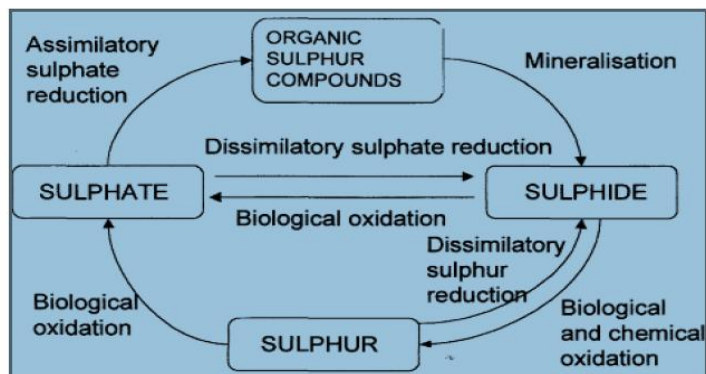 Assimilatory
sulphate
reduction
ORGANIC
SULPHUR
COMPOUNDS
Mineralisation
Dissimilatory sulphate reduction
SULPHATE
SULPHIDE
Biological oxidation
Dissimilatory
sulphur
reduction
Biological
oxidation
SULPHUR
Biological
and chemical
oxidation